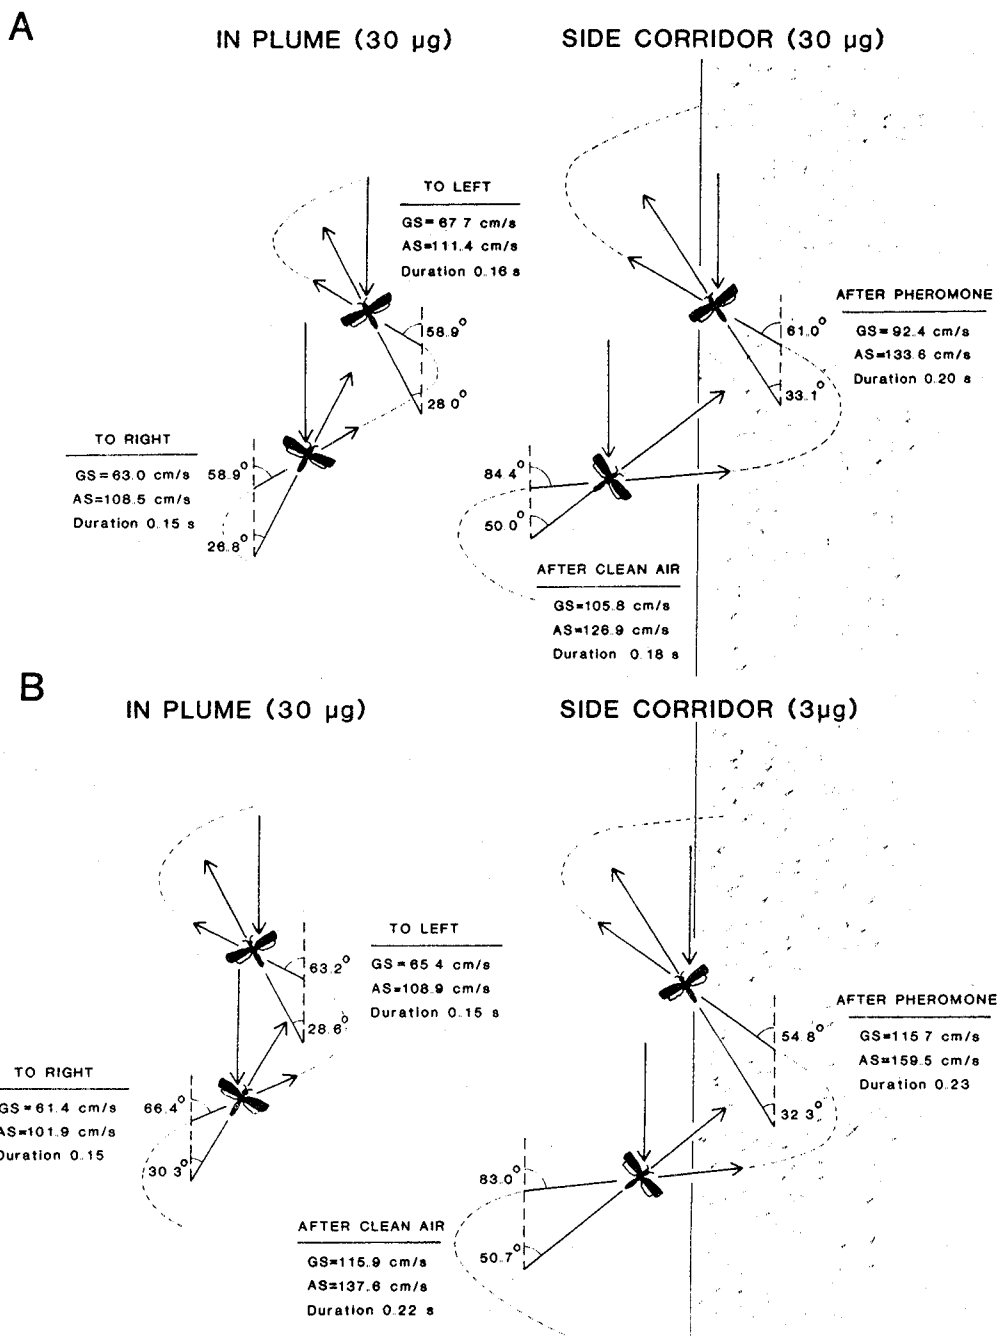 A
IN PLUME (30 µg)
SIDE CORRIDOR (30 µg)
TO LEFT
GS=67.7 cm/s
AS=111.4 cm/s
Duration 0.16 s
58.9°
28.0°
TO RIGHT
GS=63.0 cm/s
AS=108.5 cm/s
Duration 0.15 s
58.9°
26.8°
AFTER PHEROMONE
GS=92.4 cm/s
AS=133.6 cm/s
Duration 0.20 s
61.0°
33.1°
84.4°
50.0°
AFTER CLEAN AIR
GS=105.8 cm/s
AS=126.9 cm/s
Duration 0.18 s
B
IN PLUME (30 µg)
SIDE CORRIDOR (3µg)
TO LEFT
GS=65.4 cm/s
AS=108.9 cm/s
Duration 0.15 s
63.2°
28.6°
TO RIGHT
GS=61.4 cm/s
AS=101.9 cm/s
Duration 0.15
66.4°
30.3°
AFTER PHEROMONE
GS=115.7 cm/s
AS=159.5 cm/s
Duration 0.23
54.8°
32.3°
83.0°
50.7°
AFTER CLEAN AIR
GS=115.9 cm/s
AS=137.6 cm/s
Duration 0.22 s